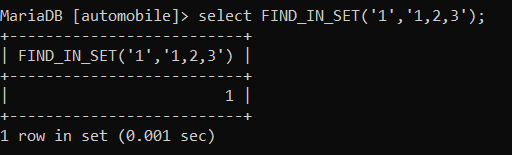 MariaDB [automobile]> select FIND_IN_SET('1','1,2,3');
+--------------------------+
| FIND_IN_SET('1','1,2,3') |
+--------------------------+
|                        1 |
+--------------------------+
1 row in set (0.001 sec)